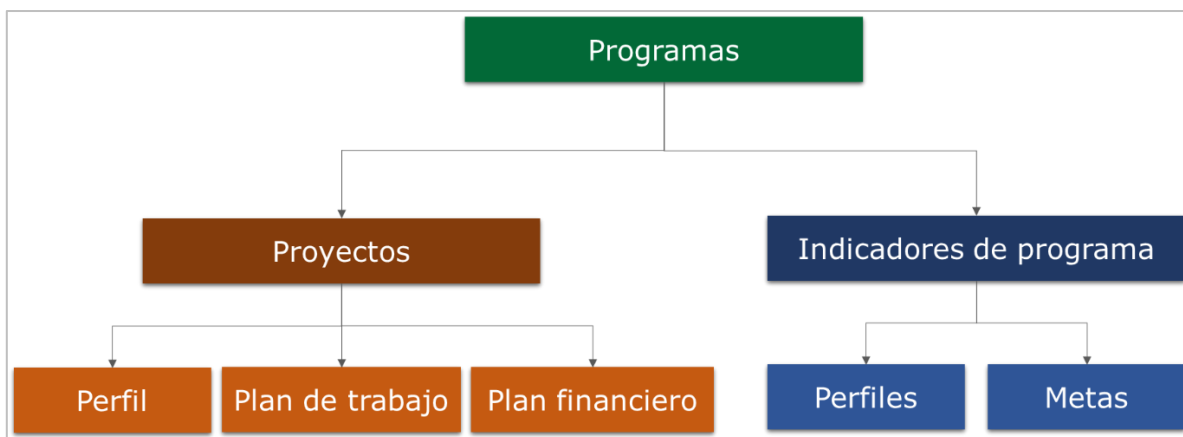 Programas
Proyectos
Indicadores de programa
Perfil
Plan de trabajo
Plan financiero
Perfiles
Metas